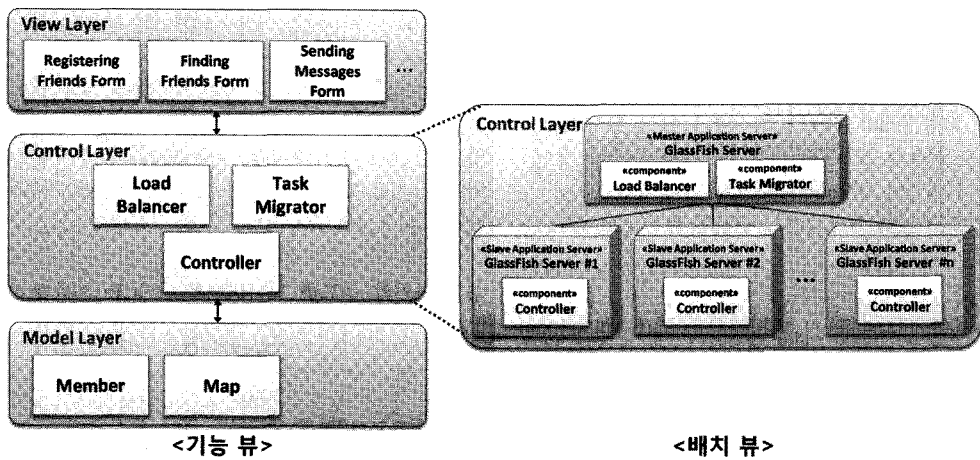 View Layer
Registering
Friends Form
Finding
Friends Form
Sending
Messages
Form
...
Control Layer
Load
Balancer
Task
Migrator
Controller
Model Layer
Member
Map
<기능 뷰>
Control Layer
«Master Application Server»
GlassFish Server
«component»
Load Balancer
«component»
Task Migrator
«Slave Application Server»
GlassFish Server #1
«component»
Controller
«Slave Application Server»
GlassFish Server #2
«component»
Controller
...
«Slave Application Server»
GlassFish Server #n
«component»
Controller
<배치 뷰>